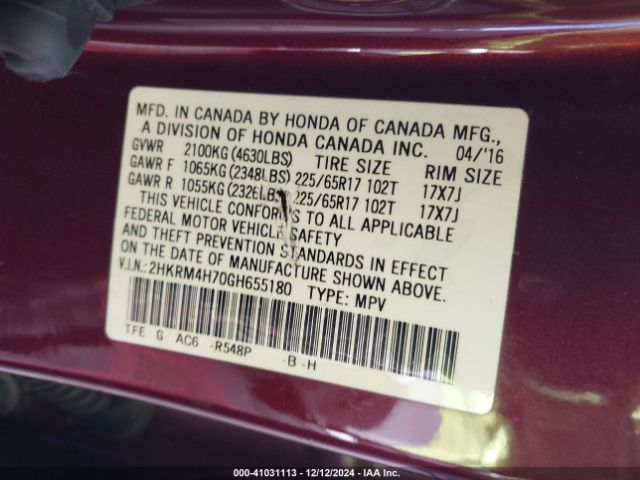 MFD. IN CANADA BY HONDA OF CANADA MFG.,
A DIVISION OF HONDA CANADA INC. 04/'16
GVWR 2100KG (4630LBS) TIRE SIZE RIM SIZE
GAWR F 1065KG (2348LBS) 225/65R17 102T 17X7J
GAWR R 1055KG (232 LBS) 225/65R17 102T 17X7J
THIS VEHICLE CONFORMS TO ALL APPLICABLE
FEDERAL MOTOR VEHICLE SAFETY
AND THEFT PREVENTION STANDARDS IN EFFECT
ON THE DATE OF MANUFACTURE SHOWN ABOVE.
V.I.N.: 2HKRM4H70GH655180 TYPE: MPV
TFE G AC6 -R548P -B -H
000-41031113 - 12/12/2024 - IAA Inc.